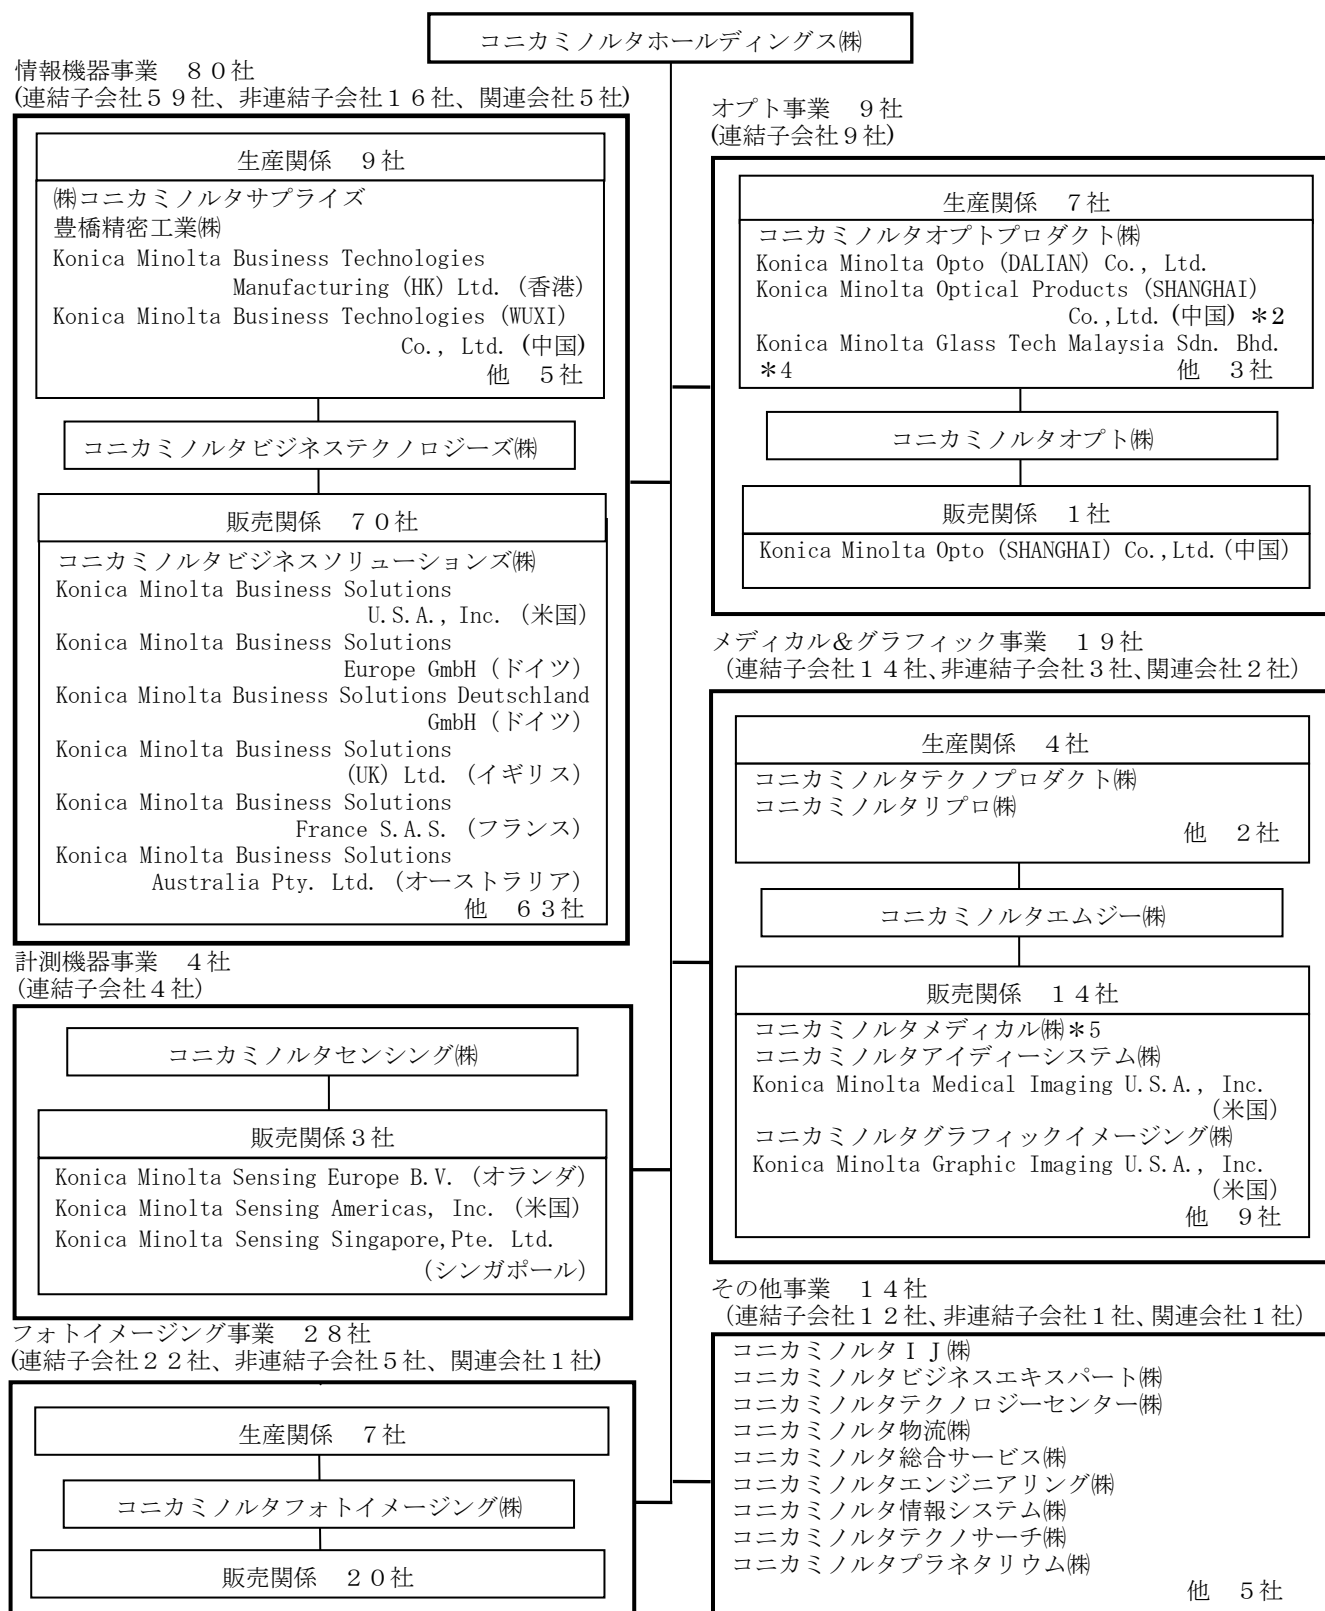 コニカミノルタホールディングス㈱
情報機器事業　８０社
(連結子会社５９社、非連結子会社１６社、関連会社５社)
生産関係　９社
㈱コニカミノルタサプライズ
豊橋精密工業㈱
Konica Minolta Business Technologies
Manufacturing (HK) Ltd. (香港)
Konica Minolta Business Technologies (WUXI)
Co., Ltd. (中国)
他　５社
コニカミノルタビジネステクノロジーズ㈱
販売関係　７０社
コニカミノルタビジネスソリューションズ㈱
Konica Minolta Business Solutions
U.S.A., Inc. (米国)
Konica Minolta Business Solutions
Europe GmbH (ドイツ)
Konica Minolta Business Solutions Deutschland
GmbH (ドイツ)
Konica Minolta Business Solutions
(UK) Ltd. (イギリス)
Konica Minolta Business Solutions
France S.A.S. (フランス)
Konica Minolta Business Solutions
Australia Pty. Ltd. (オーストラリア)
他　６３社
計測機器事業　４社
(連結子会社４社)
コニカミノルタセンシング㈱
販売関係３社
Konica Minolta Sensing Europe B.V. (オランダ)
Konica Minolta Sensing Americas, Inc. (米国)
Konica Minolta Sensing Singapore,Pte. Ltd.
(シンガポール)
フォトイメージング事業　２８社
(連結子会社２２社、非連結子会社５社、関連会社１社)
生産関係　７社
コニカミノルタフォトイメージング㈱
販売関係　２０社
オプト事業　９社
(連結子会社９社)
生産関係　７社
コニカミノルタオプトプロダクト㈱
Konica Minolta Opto (DALIAN) Co., Ltd.
Konica Minolta Optical Products (SHANGHAI)
Co.,Ltd. (中国) ＊2
Konica Minolta Glass Tech Malaysia Sdn. Bhd.
＊4　他　３社
コニカミノルタオプト㈱
販売関係　１社
Konica Minolta Opto (SHANGHAI) Co.,Ltd. (中国)
メディカル＆グラフィック事業　１９社
(連結子会社１４社、非連結子会社３社、関連会社２社)
生産関係　４社
コニカミノルタテクノプロダクト㈱
コニカミノルタリプロ㈱
他　２社
コニカミノルタエムジー㈱
販売関係　１４社
コニカミノルタメディカル㈱＊5
コニカミノルタアイディーシステム㈱
Konica Minolta Medical Imaging U.S.A., Inc.
(米国)
コニカミノルタグラフィックイメージング㈱
Konica Minolta Graphic Imaging U.S.A., Inc.
(米国)
他　９社
その他事業　１４社
(連結子会社１２社、非連結子会社１社、関連会社１社)
コニカミノルタＩＪ㈱
コニカミノルタビジネスエキスパート㈱
コニカミノルタテクノロジーセンター㈱
コニカミノルタ物流㈱
コニカミノルタ総合サービス㈱
コニカミノルタエンジニアリング㈱
コニカミノルタ情報システム㈱
コニカミノルタテクノサーチ㈱
コニカミノルタプラネタリウム㈱
他　５社